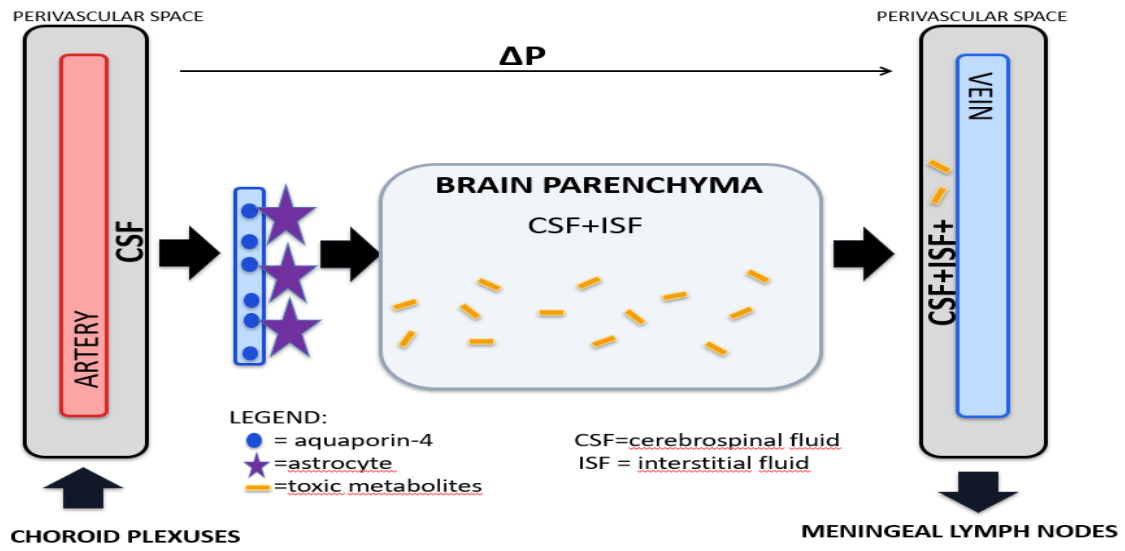 PERIVASCULAR SPACE
PERIVASCULAR SPACE
ΔP
ARTERY
CSF
BRAIN PARENCHYMA
CSF+ISF
VEIN
CSF+ISF+
LEGEND:
= aquaporin-4
=astrocyte
=toxic metabolites
CSF=cerebrospinal fluid
ISF = interstitial fluid
CHOROID PLEXUSES
MENINGEAL LYMPH NODES